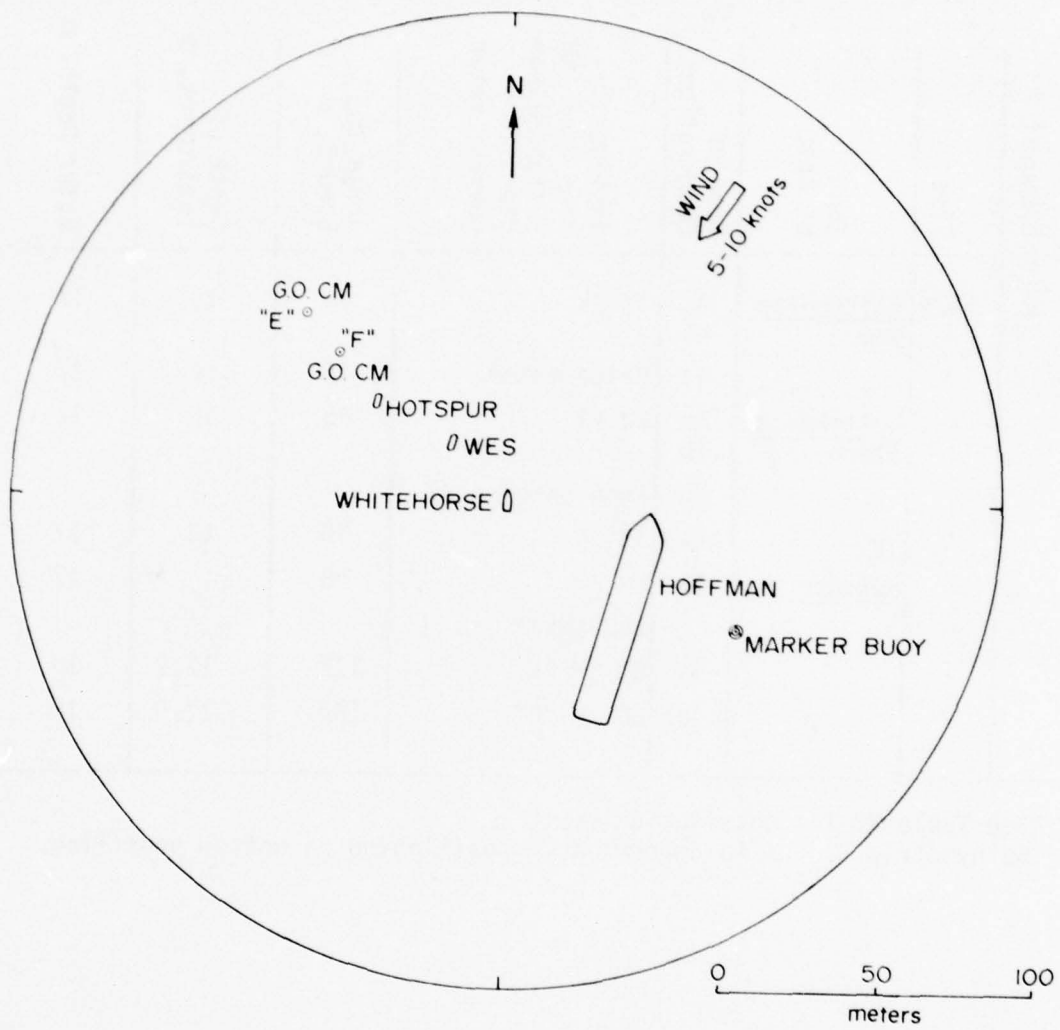 N
WIND
5-10 knots
G.O. CM
"E"
"F"
G.O. CM
HOTSPUR
WES
WHITEHORSE
HOFFMAN
MARKER BUOY
0 50 100
meters